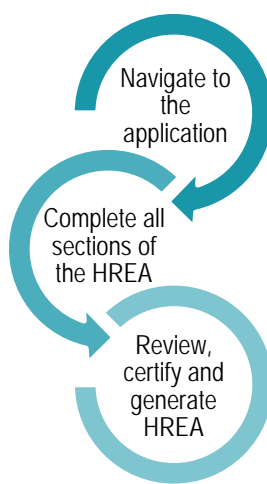 Navigate to
the
application
Complete all
sections of
the HREA
Review,
certify and
generate
HREA